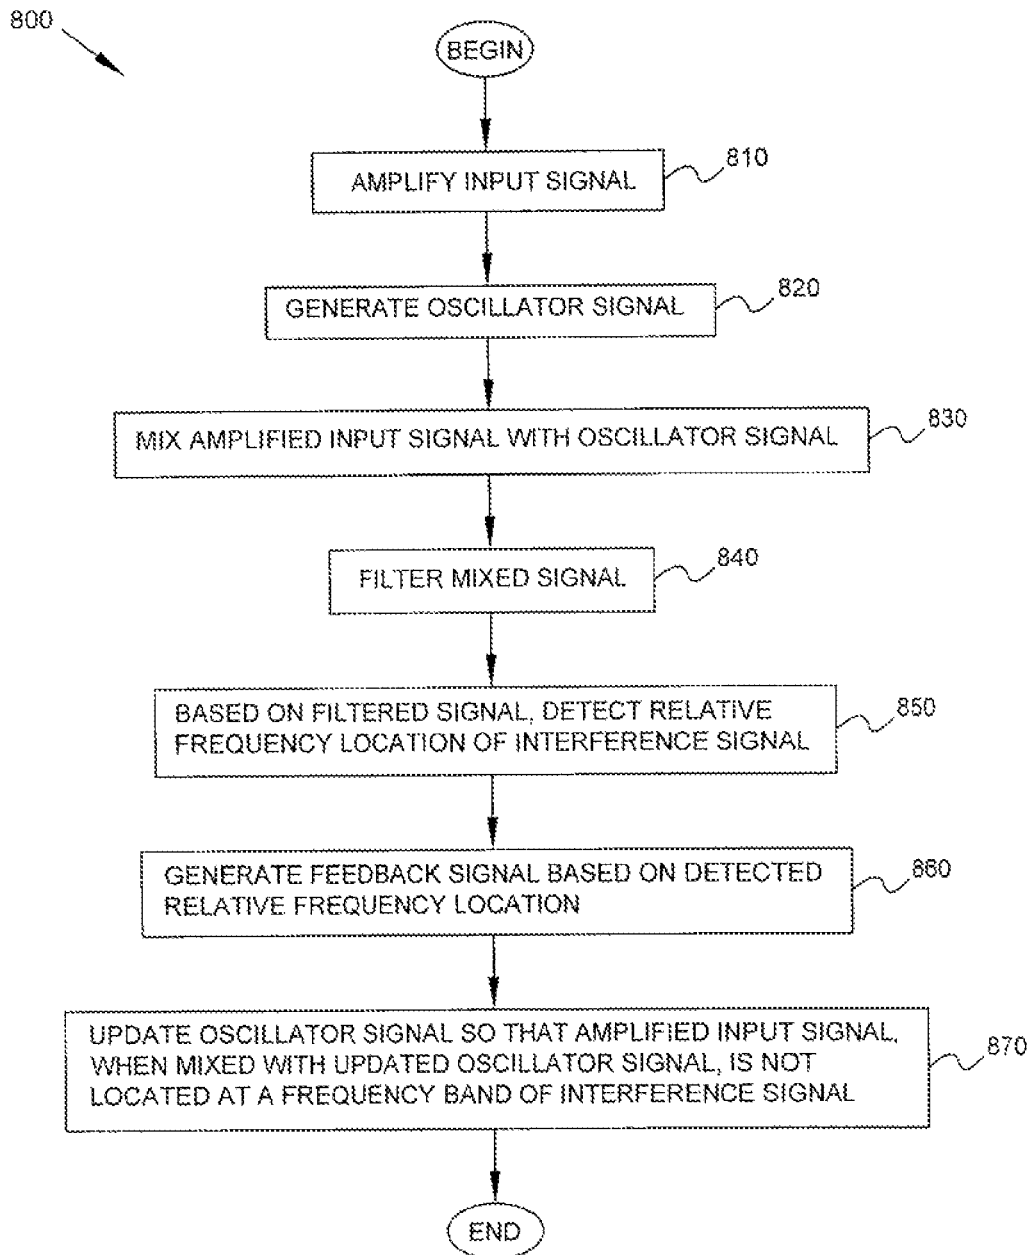 800
BEGIN
AMPLIFY INPUT SIGNAL
810
GENERATE OSCILLATOR SIGNAL
820
MIX AMPLIFIED INPUT SIGNAL WITH OSCILLATOR SIGNAL
830
FILTER MIXED SIGNAL
840
BASED ON FILTERED SIGNAL, DETECT RELATIVE
FREQUENCY LOCATION OF INTERFERENCE SIGNAL
850
GENERATE FEEDBACK SIGNAL BASED ON DETECTED
RELATIVE FREQUENCY LOCATION
860
UPDATE OSCILLATOR SIGNAL SO THAT AMPLIFIED INPUT SIGNAL,
WHEN MIXED WITH UPDATED OSCILLATOR SIGNAL, IS NOT
LOCATED AT A FREQUENCY BAND OF INTERFERENCE SIGNAL
870
END